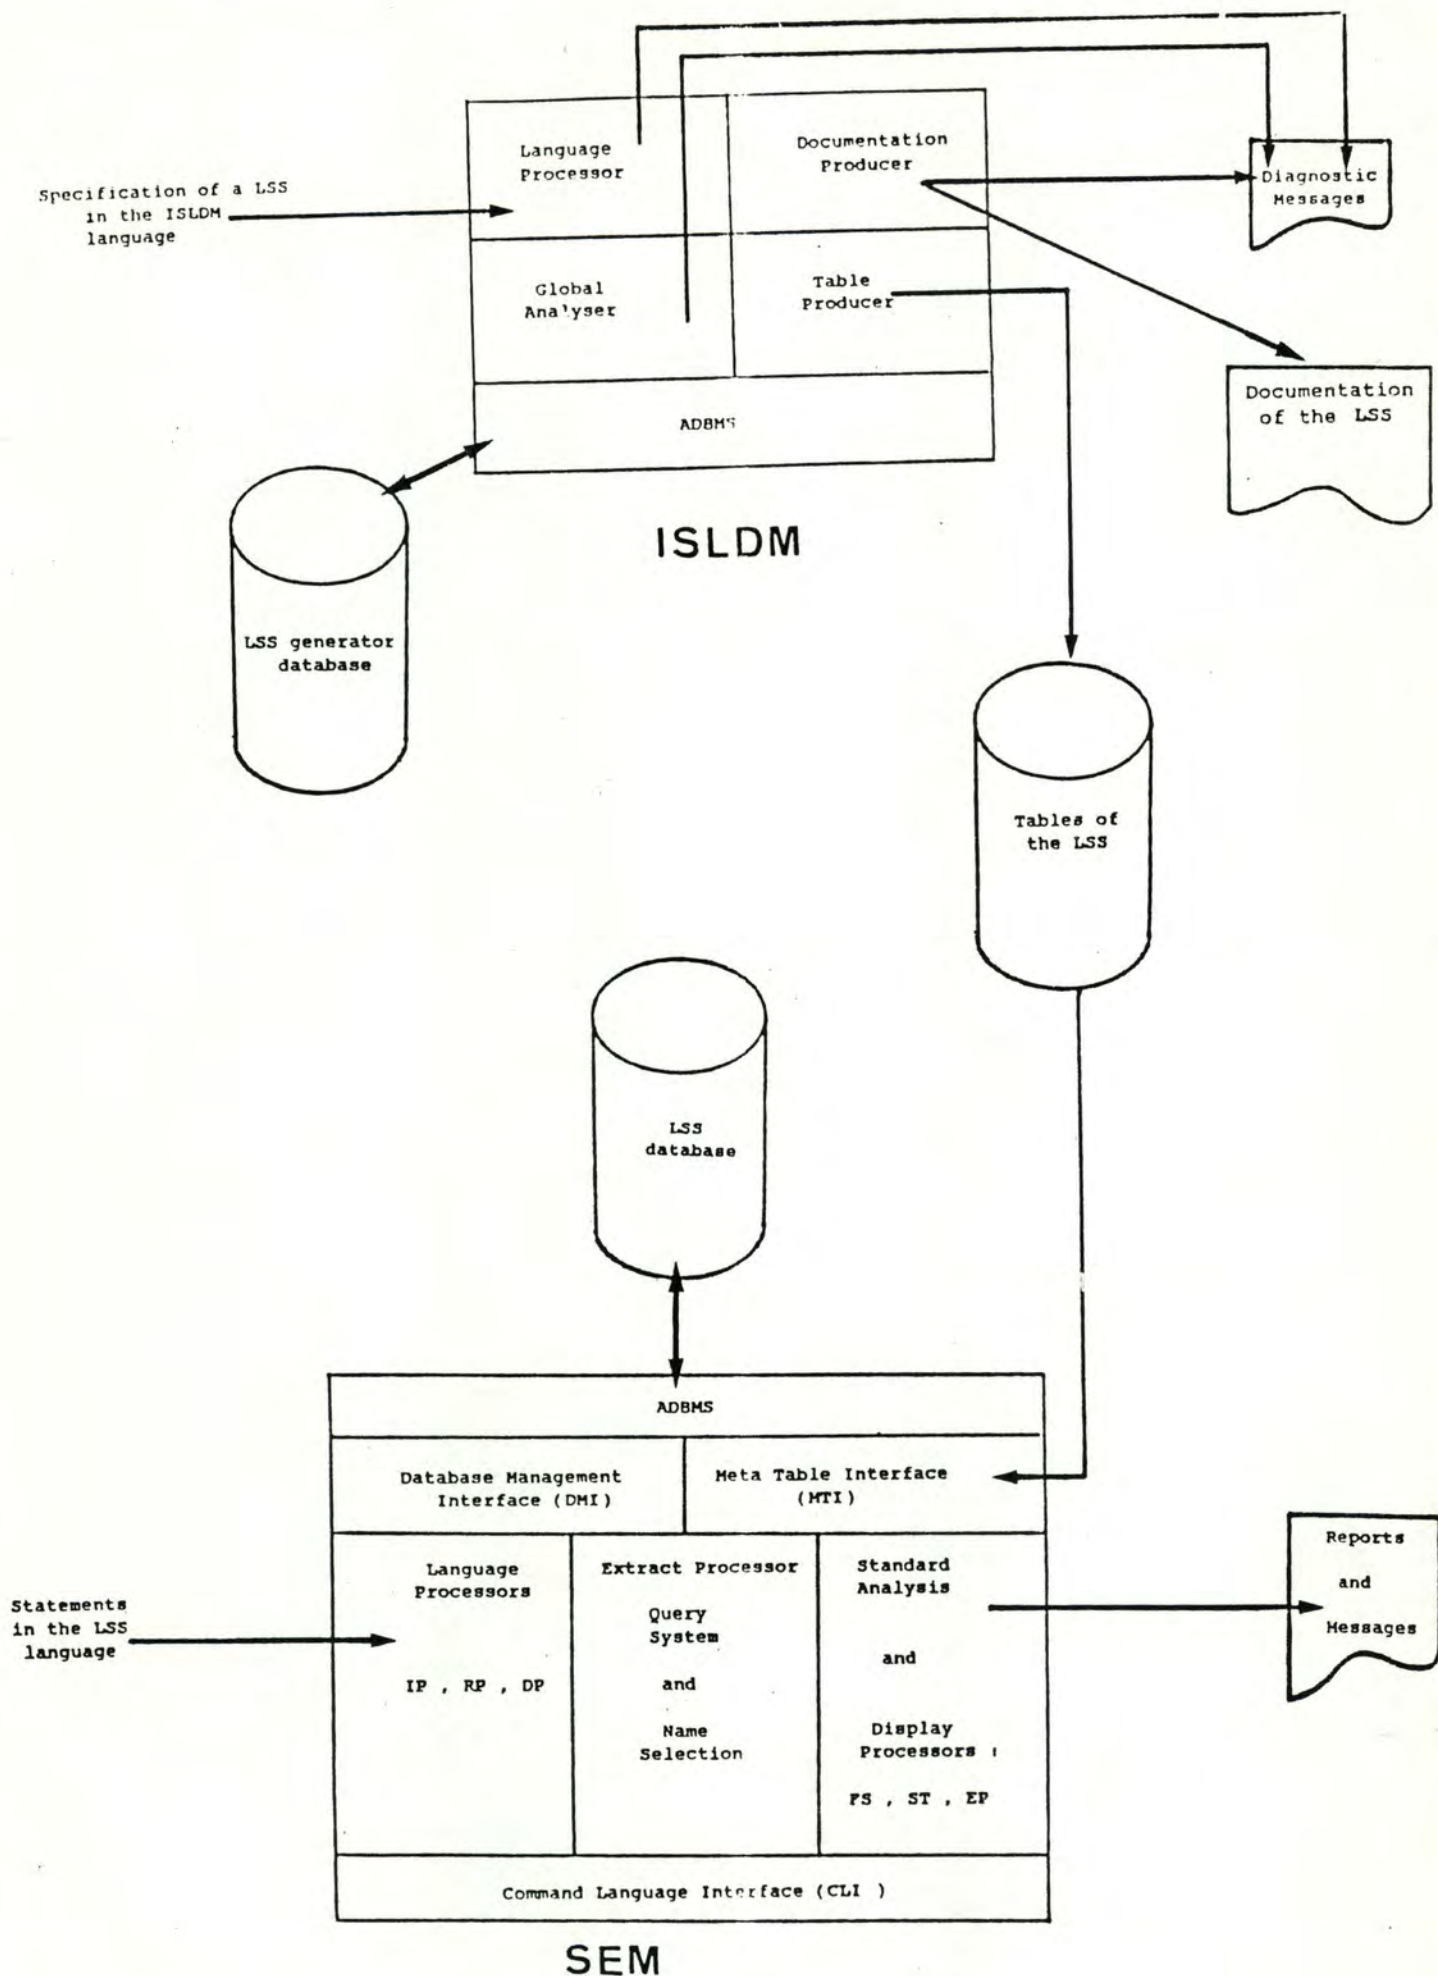 Language
Processor
Documentation
Producer
Specification of a LSS
in the ISLDM
language
Diagnostic
Messages
Global
Analyser
Table
Producer
ADBMS
Documentation
of the LSS
ISLDM
LSS generator
database
Tables of
the LSS
LSS
database
ADBMS
Database Management
Interface (DMI)
Meta Table Interface
(MTI)
Statements
in the LSS
language
Language
Processors
IP , RP , DP
Extract Processor
Query
System
and
Name
Selection
Standard
Analysis
and
Display
Processors
FS , ST , EP
Reports
and
Messages
Command Language Interface (CLI )
SEM